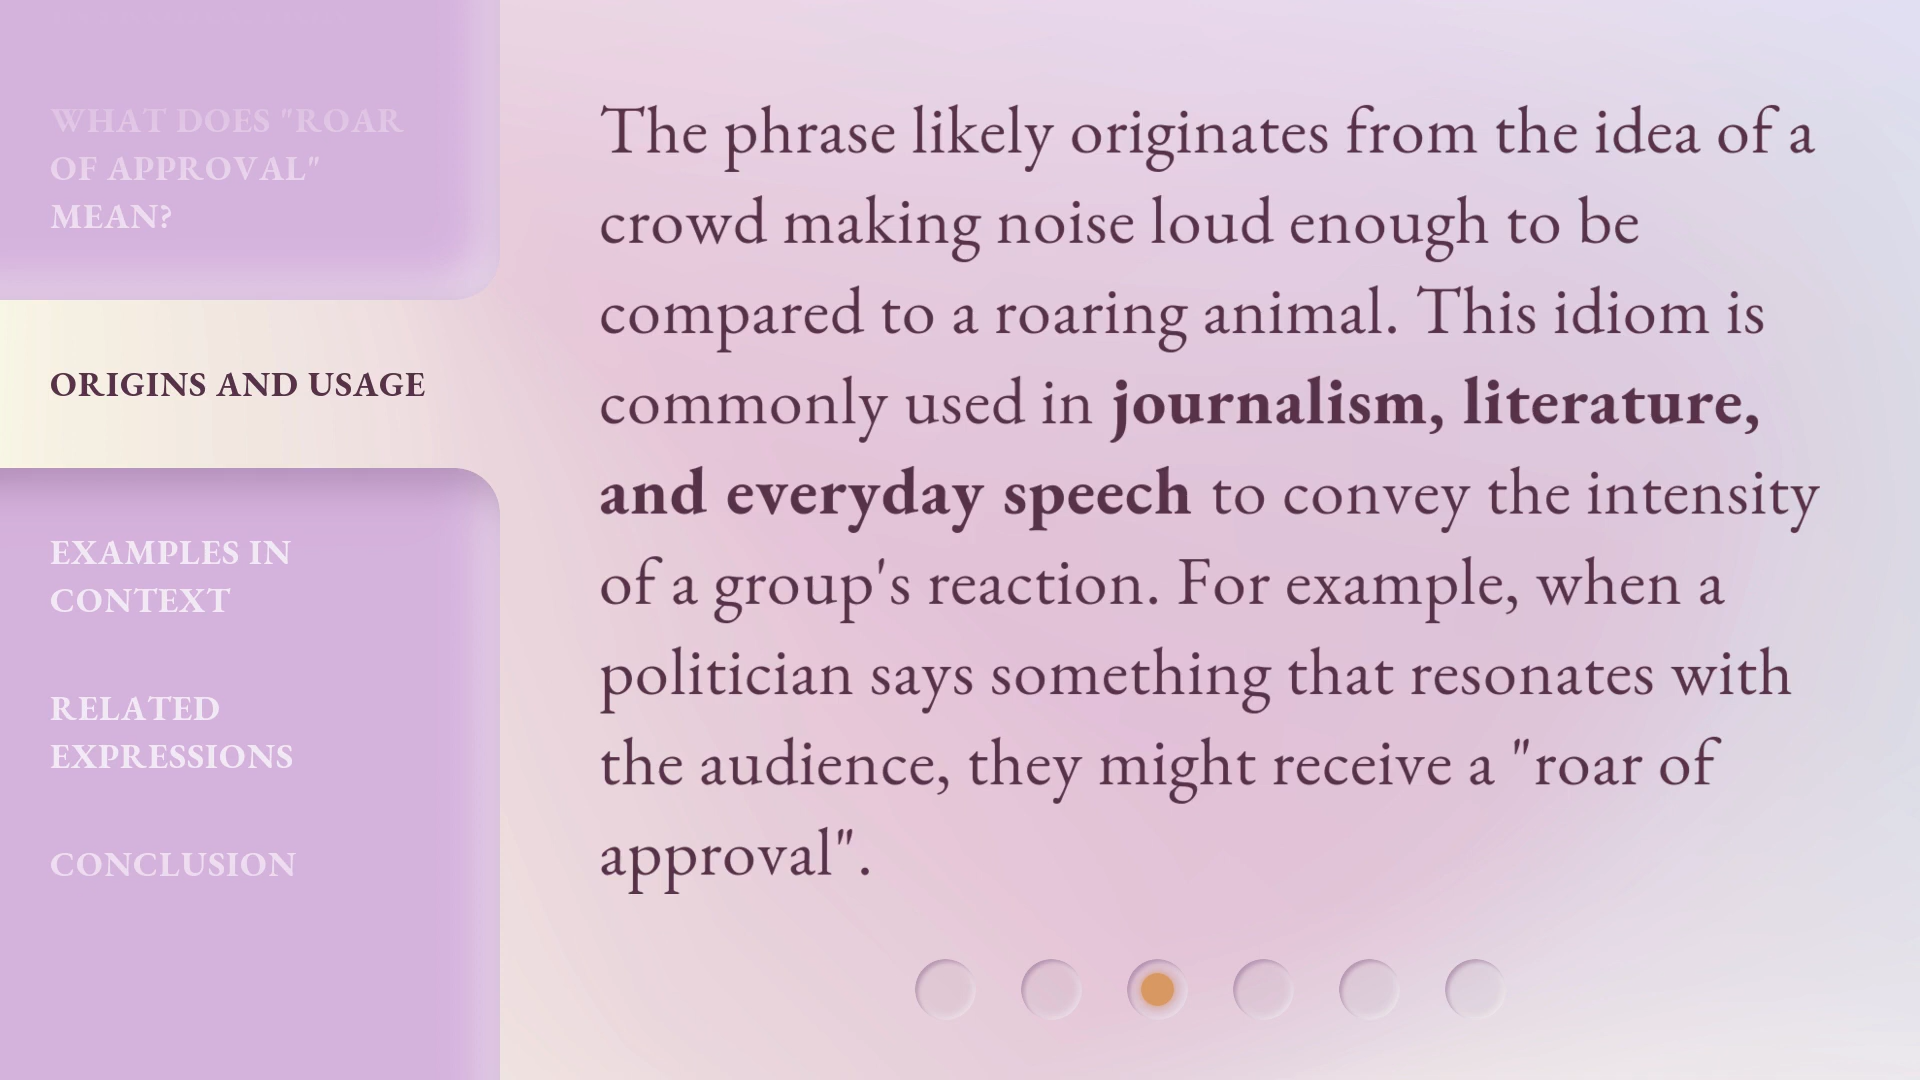 WHAT DOES "ROAR
OF APPROVAL"
MEAN?
ORIGINS AND USAGE
EXAMPLES IN
CONTEXT
RELATED
EXPRESSIONS
CONCLUSION
The phrase likely originates from the idea of a
crowd making noise loud enough to be
compared to a roaring animal. This idiom is
commonly used in journalism, literature,
and everyday speech to convey the intensity
of a group's reaction. For example, when a
politician says something that resonates with
the audience, they might receive a "roar of
approval".